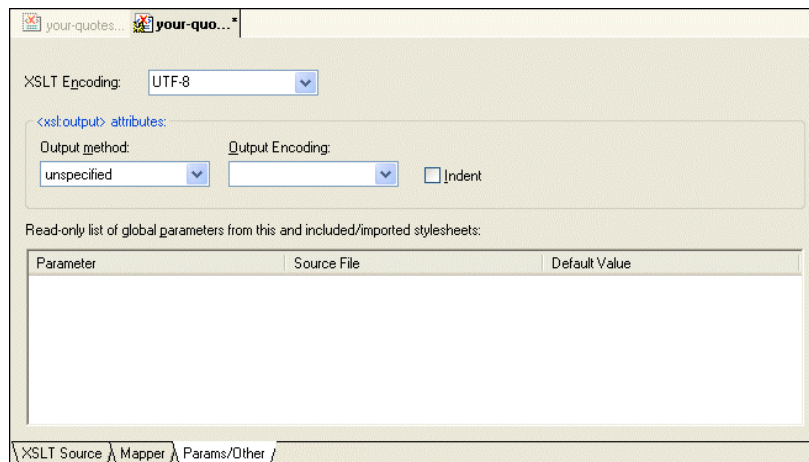 your-quotes... your-quo...*
XSLT Encoding: UTF-8
<xsl:output> attributes:
Output method: Output Encoding:
unspecified Indent
Read-only list of global parameters from this and included/imported stylesheets:
Parameter Source File Default Value
XSLT Source Mapper Params/Other